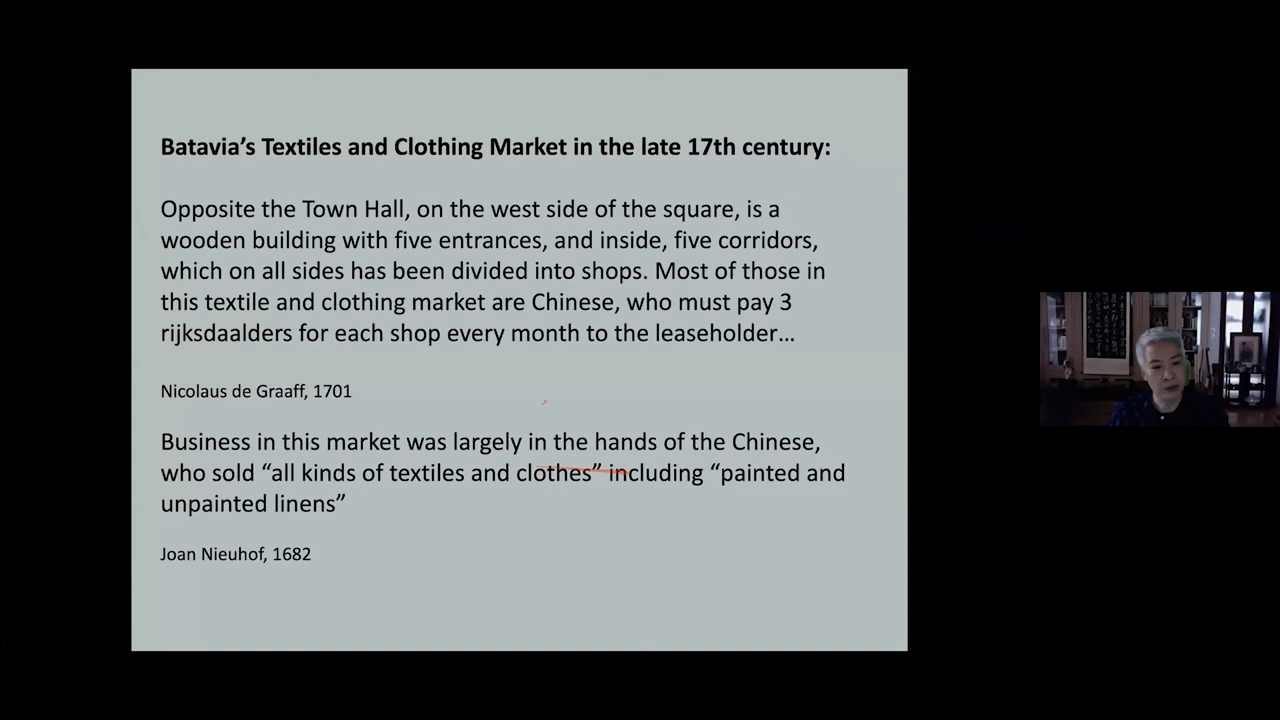 Batavia’s Textiles and Clothing Market in the late 17th century:
Opposite the Town Hall, on the west side of the square, is a
wooden building with five entrances, and inside, five corridors,
which on all sides has been divided into shops. Most of those in
this textile and clothing market are Chinese, who must pay 3
rijksdaalders for each shop every month to the leaseholder…
Nicolaus de Graaff, 1701
Business in this market was largely in the hands of the Chinese,
who sold “all kinds of textiles and clothes” including “painted and
unpainted linens”
Joan Nieuhof, 1682